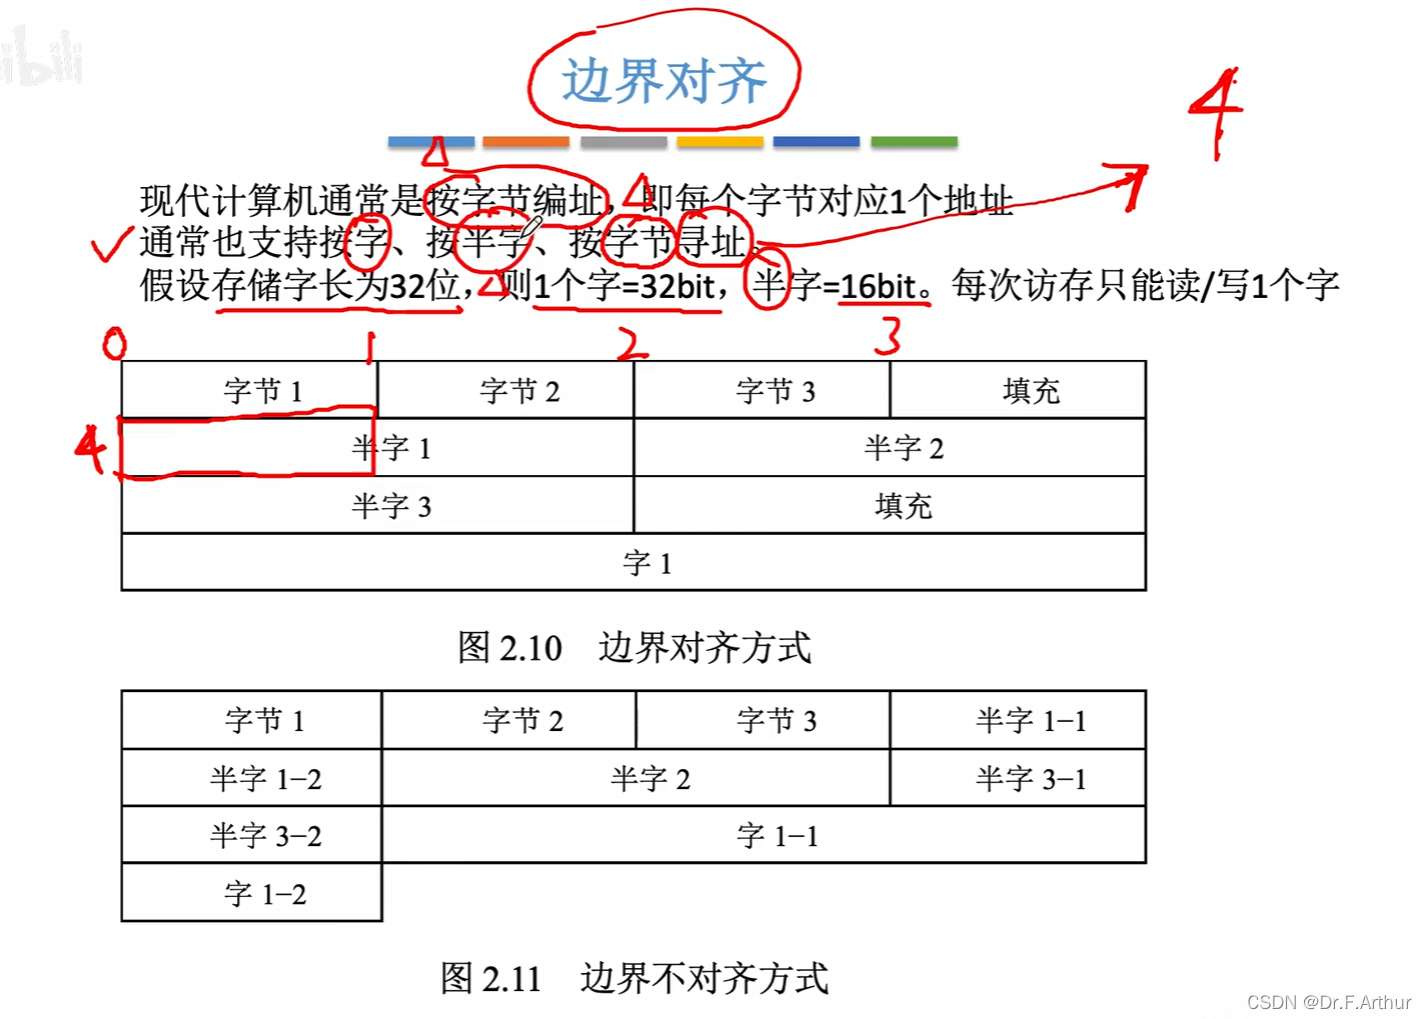 bilibili
边界对齐
4
现代计算机通常是按字节编址，即每个字节对应1个地址
通常也支持按字、按半字、按字节寻址。
假设存储字长为32位，则1个字=32bit，半字=16bit。每次访存只能读/写1个字
0 1 2 3
字节 1 字节 2 字节 3 填充
4 半字 1 半字 2
半字 3 填充
字 1
图 2.10 边界对齐方式
字节 1 字节 2 字节 3 半字 1−1
半字 1−2 半字 2 半字 3−1
半字 3−2 字 1−1
字 1−2
图 2.11 边界不对齐方式
CSDN @Dr.F.Arthur